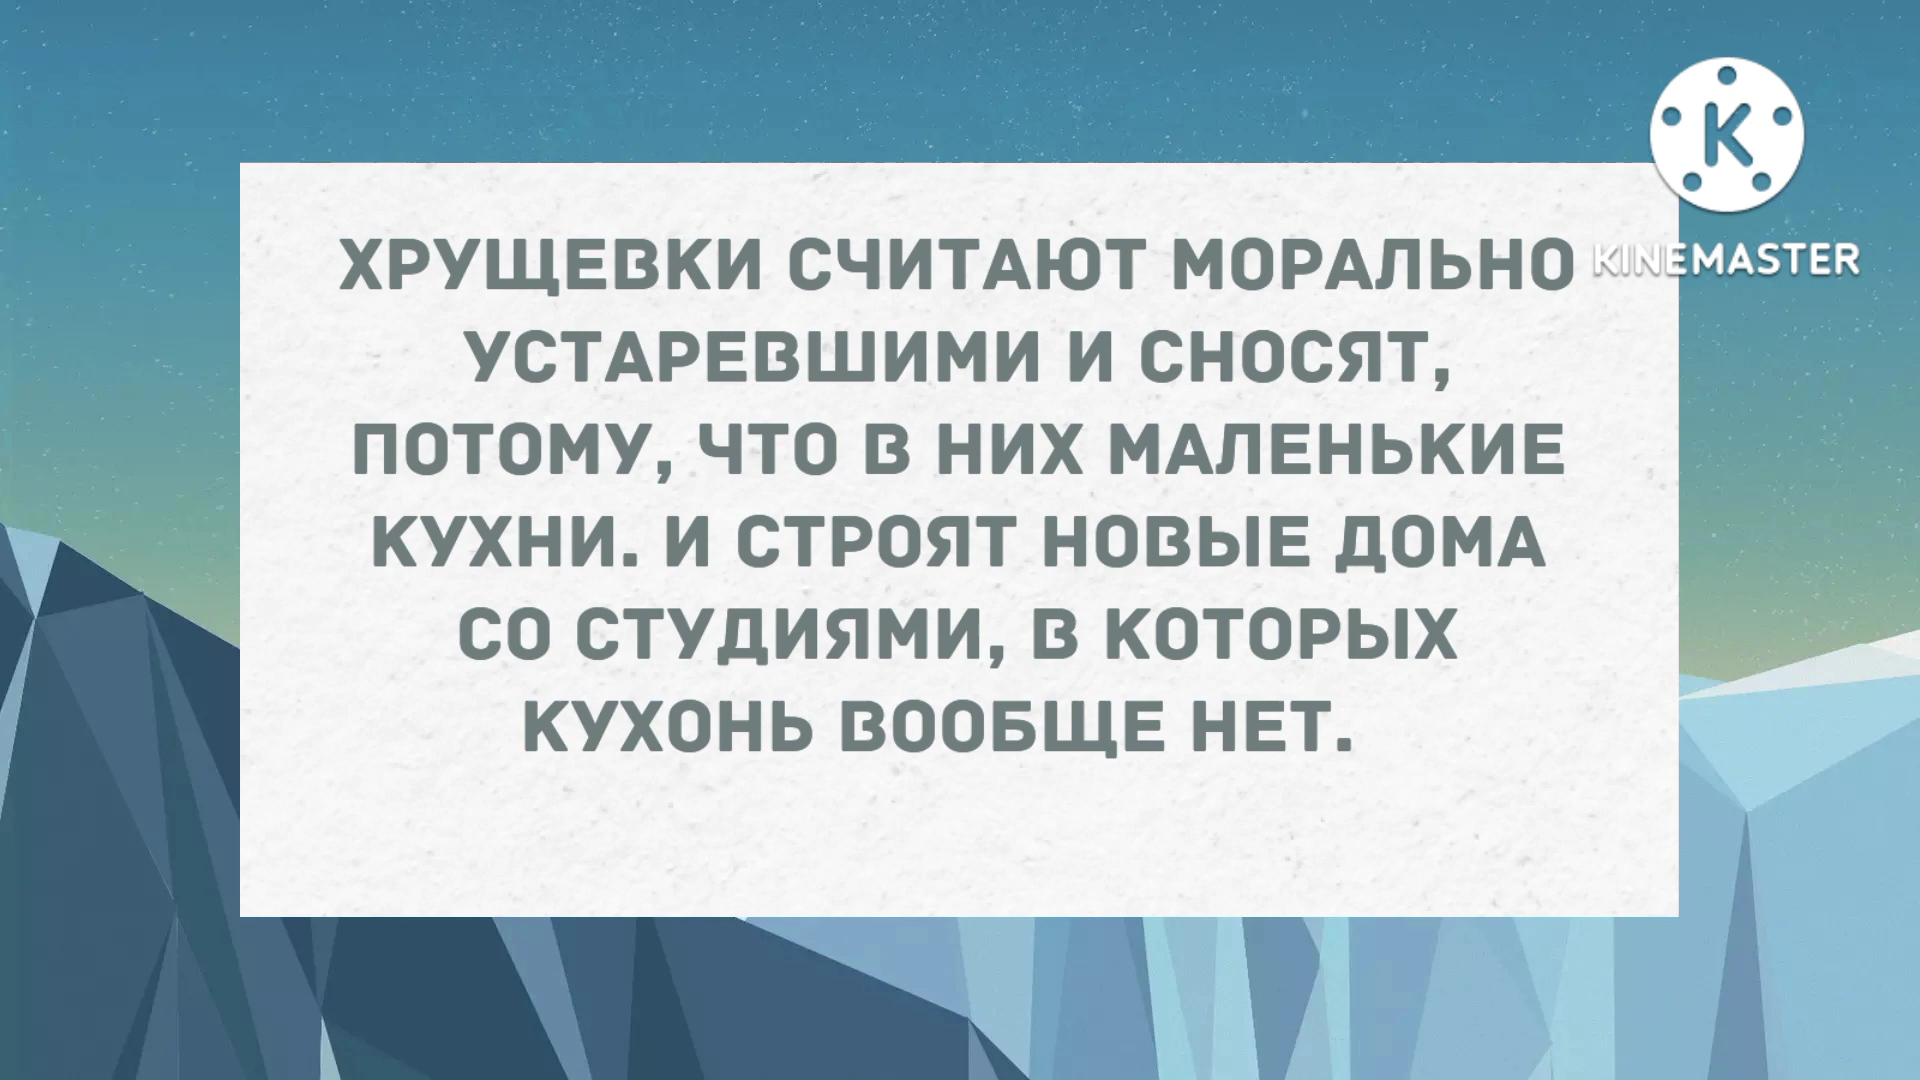 ХРУЩЕВКИ СЧИТАЮТ МОРАЛЬНО
УСТАРЕВШИМИ И СНОСЯТ,
ПОТОМУ, ЧТО В НИХ МАЛЕНЬКИЕ
КУХНИ. И СТРОЯТ НОВЫЕ ДОМА
СО СТУДИЯМИ, В КОТОРЫХ
КУХОНЬ ВООБЩЕ НЕТ.
K
KINEMASTER